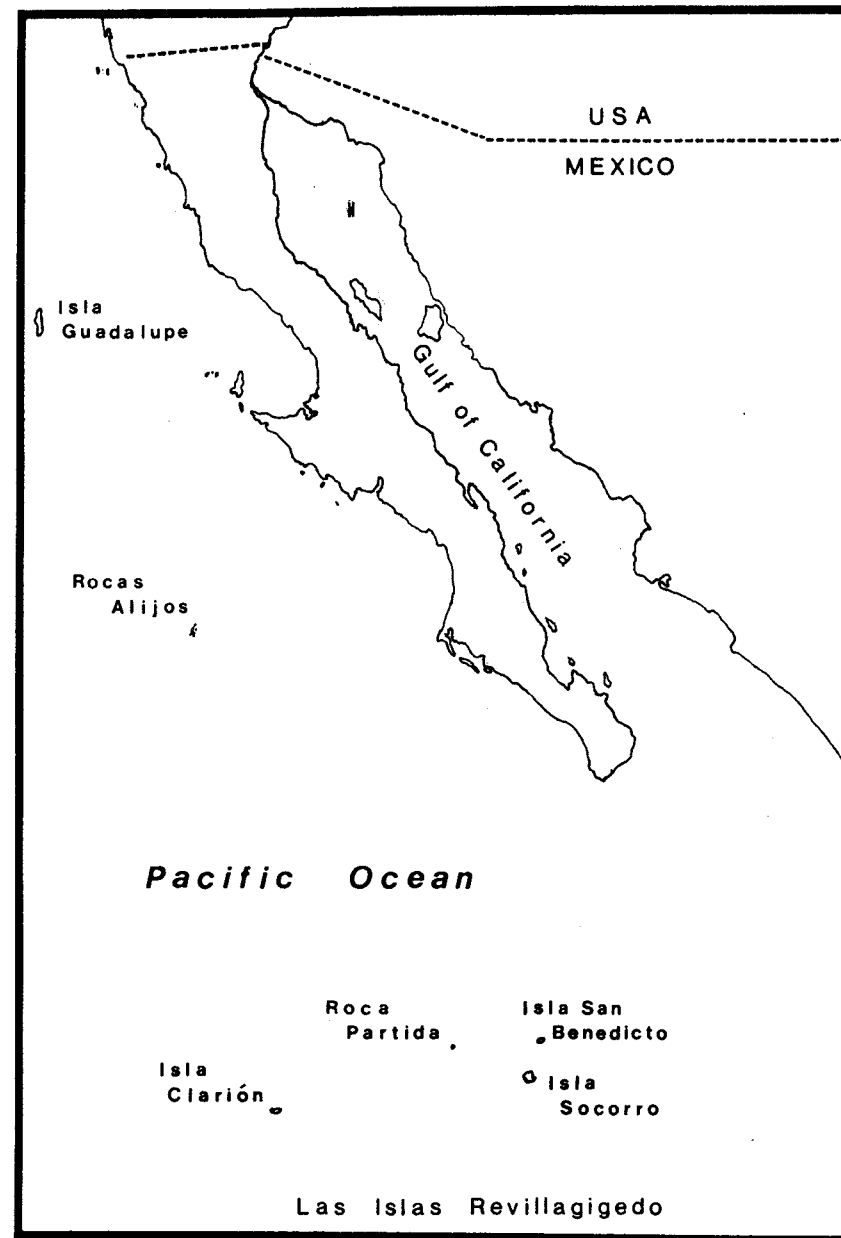 USA
MEXICO
Isla
Guadalupe
Gulf of California
Rocas
Alijos
Pacific Ocean
Roca
Partida
Isla San
Benedicto
Isla
Clarión
Isla
Socorro
Las Islas Revillagigedo